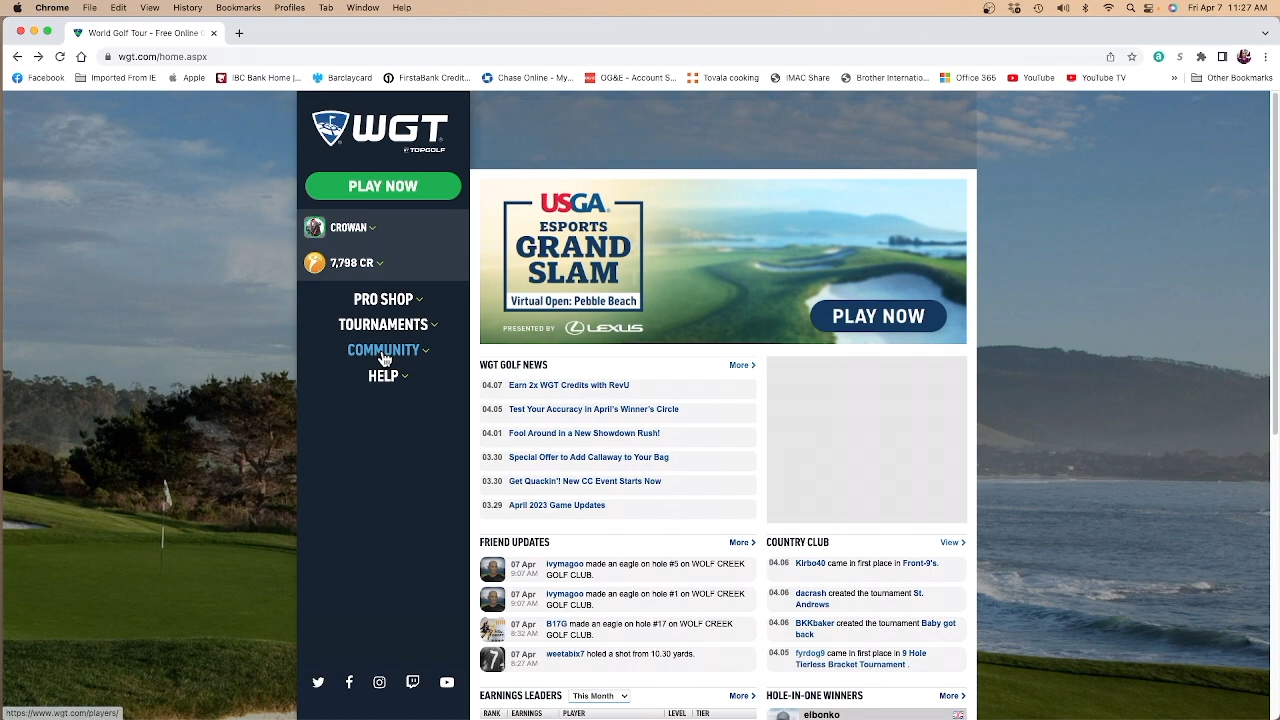 Chrome File Edit View History Bookmarks Profiles Tab Window Help Fri Apr 7 11:27 AM
World Golf Tour - Free Online G
wgt.com/home.aspx
Facebook Imported From IE Apple IBC Bank Home |... Barclaycard FirstaBank Credit... Chase Online - My... OG&E - Account S... Tovala cooking IMAC Share Brother Internatio... Office 365 YouTube YouTube TV » Other Bookmarks
WGT
BY TOPGOLF
PLAY NOW
CROWAN
7,798 CR
PRO SHOP
TOURNAMENTS
COMMUNITY
HELP
USGA
ESPORTS
GRAND
SLAM
Virtual Open: Pebble Beach
PRESENTED BY LEXUS
PLAY NOW
WGT GOLF NEWS More
04.07 Earn 2x WGT Credits with RevU
04.05 Test Your Accuracy in April's Winner's Circle
04.01 Fool Around in a New Showdown Rush!
03.30 Special Offer to Add Callaway to Your Bag
03.30 Get Quackin'! New CC Event Starts Now
03.29 April 2023 Game Updates
FRIEND UPDATES More
07 Apr ivymagoo made an eagle on hole #5 on WOLF CREEK
9:07 AM GOLF CLUB.
07 Apr ivymagoo made an eagle on hole #1 on WOLF CREEK
9:07 AM GOLF CLUB.
07 Apr B17G made an eagle on hole #17 on WOLF CREEK
8:32 AM GOLF CLUB.
07 Apr weetabix7 holed a shot from 10.30 yards.
8:27 AM
COUNTRY CLUB View
04.06 Kirbo40 came in first place in Front-9's.
04.06 dacrash created the tournament St.
Andrews
04.06 BKKbaker created the tournament Baby got
back
04.05 fyrdog9 came in first place in 9 Hole
Tierless Bracket Tournament .
EARNINGS LEADERS This Month More
RANK EARNINGS PLAYER LEVEL TIER
HOLE-IN-ONE WINNERS More
elbonko
https://www.wgt.com/players/